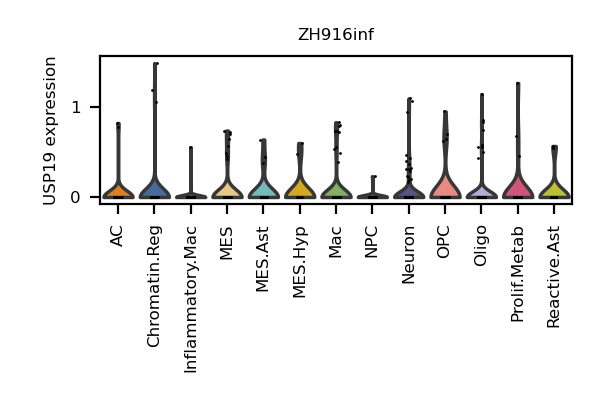 ZH916inf
USP19 expression
1
0
AC
Chromatin.Reg
Inflammatory.Mac
MES
MES.Ast
MES.Hyp
Mac
NPC
Neuron
OPC
Oligo
Prolif.Metab
Reactive.Ast